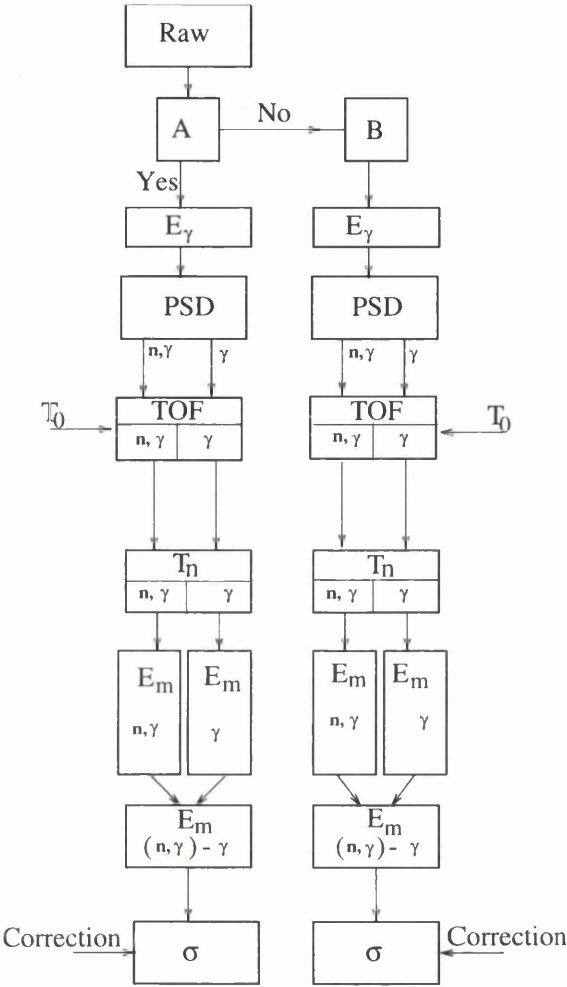 Raw
A No B
Yes
Eγ Eγ
PSD PSD
n,γ γ n,γ γ
T0 TOF TOF T0
n, γ γ n, γ γ
Tn Tn
n, γ γ n, γ γ
Em Em Em Em
n,γ γ n, γ γ
Em Em
(n,γ) - γ (n,γ) - γ
Correction σ σ Correction